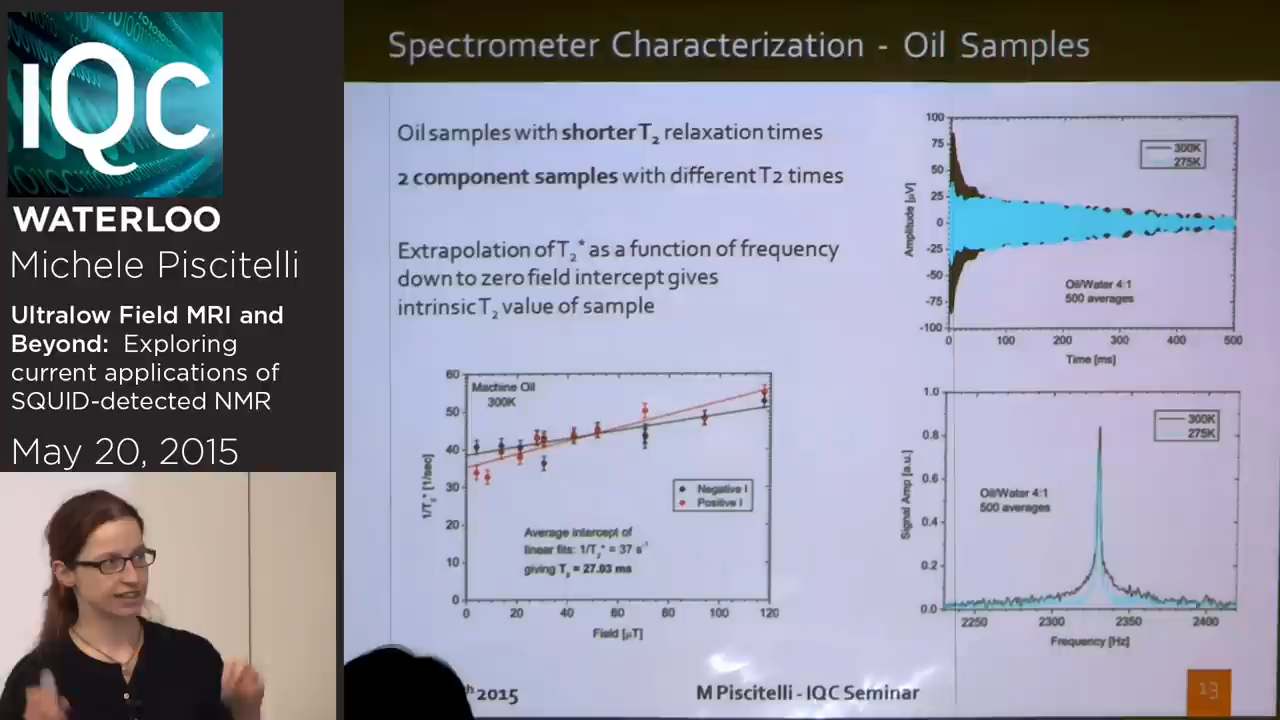 IQC
WATERLOO
Michele Piscitelli
Ultralow Field MRI and
Beyond: Exploring
current applications of
SQUID-detected NMR
May 20, 2015
Spectrometer Characterization - Oil Samples
Oil samples with shorter T₂ relaxation times
2 component samples with different T2 times
Extrapolation of T₂* as a function of frequency
down to zero field intercept gives
intrinsic T₂ value of sample
Machine Oil
300K
60
50
40
30
20
10
0
1/T₂* [1/sec]
Negative I
Positive I
Average intercept of
linear fits: 1/T₂* = 37 s⁻¹
giving T₂ = 27.03 ms
0 20 40 60 80 100 120
Field [µT]
100
75
50
25
0
-25
-50
-75
-100
Amplitude [µV]
300K
275K
Oil/Water 4:1
500 averages
0 100 200 300 400 500
Time [ms]
1.0
0.8
0.6
0.4
0.2
0.0
Signal Amp [a.u.]
300K
275K
Oil/Water 4:1
500 averages
2250 2300 2350 2400
Frequency [Hz]
2015
M Piscitelli - IQC Seminar
13